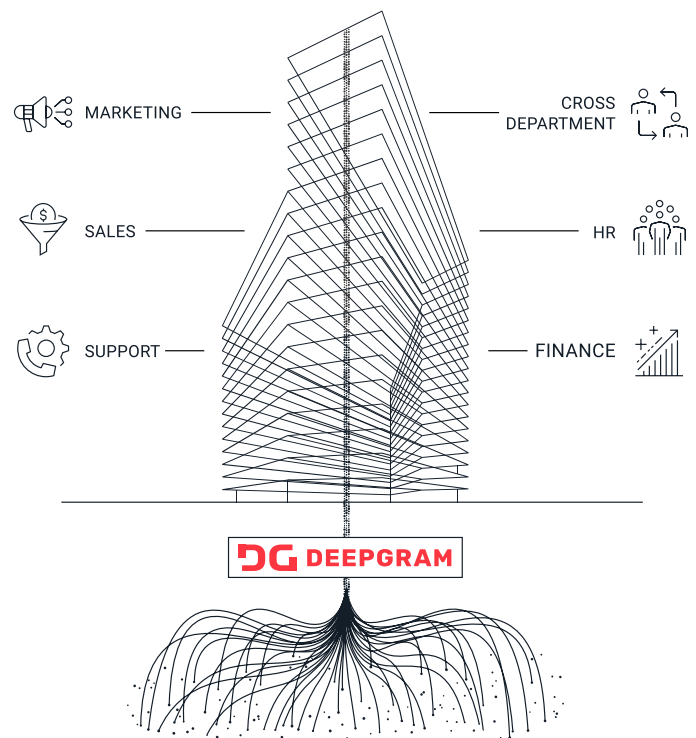 MARKETING
CROSS
DEPARTMENT
$
SALES
HR
SUPPORT
FINANCE
DG DEEPGRAM